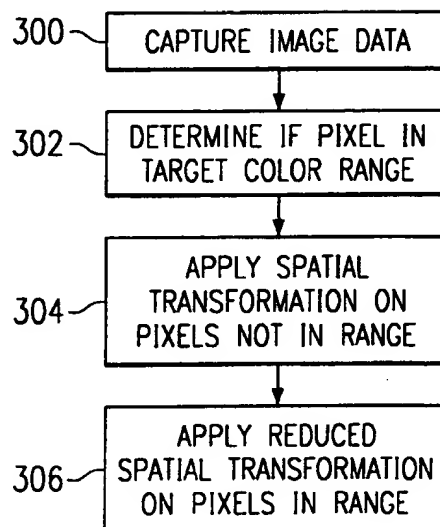 300
CAPTURE IMAGE DATA
302
DETERMINE IF PIXEL IN
TARGET COLOR RANGE
304
APPLY SPATIAL
TRANSFORMATION ON
PIXELS NOT IN RANGE
306
APPLY REDUCED
SPATIAL TRANSFORMATION
ON PIXELS IN RANGE